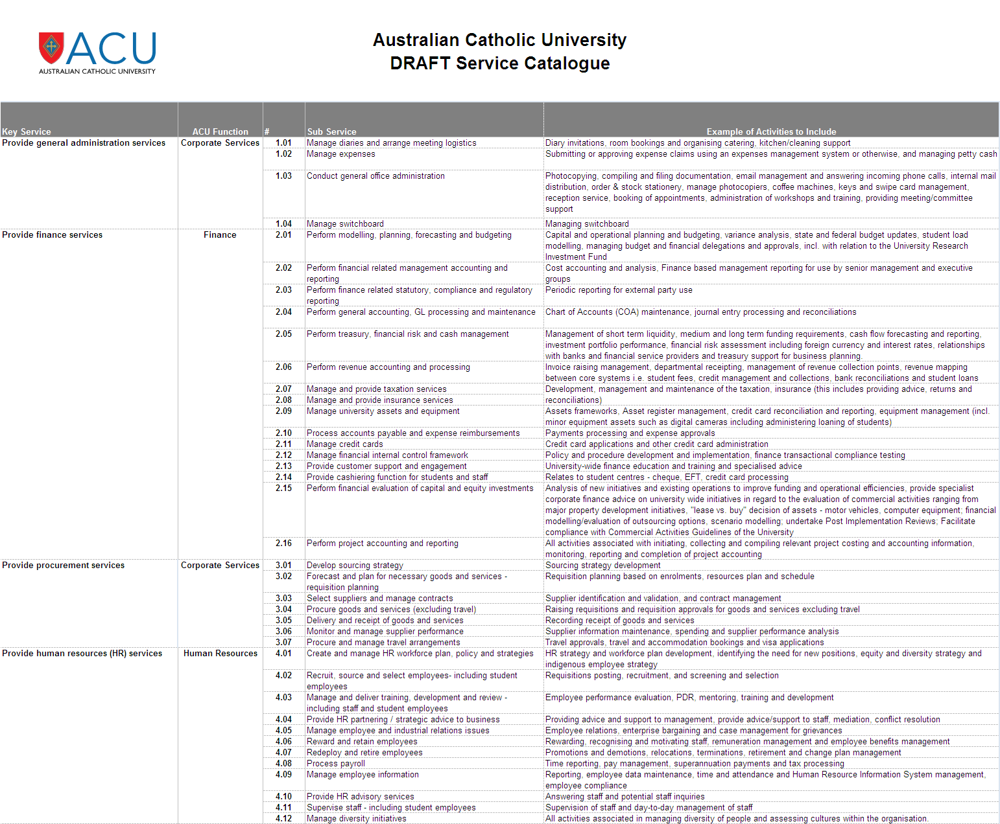 ACU
AUSTRALIAN CATHOLIC UNIVERSITY
Australian Catholic University
DRAFT Service Catalogue
Key Service ACU Function # Sub Service Example of Activities to Include
Provide general administration services Corporate Services 1.01 Manage diaries and arrange meeting logistics Diary invitations, room bookings and organising catering, kitchen/cleaning support
1.02 Manage expenses Submitting or approving expense claims using an expenses management system or otherwise, and managing petty cash
1.03 Conduct general office administration Photocopying, compiling and filing documentation, email management and answering incoming phone calls, internal mail
distribution, order & stock stationery, manage photocopiers, coffee machines, keys and swipe card management,
reception service, booking of appointments, administration of workshops and training, providing meeting/committee
support
1.04 Manage switchboard Managing switchboard
Provide finance services Finance 2.01 Perform modelling, planning, forecasting and budgeting Capital and operational planning and budgeting, variance analysis, state and federal budget updates, student load
modelling, managing budget and financial delegations and approvals, incl. with relation to the University Research
Investment Fund
2.02 Perform financial related management accounting and Cost accounting and analysis, Finance based management reporting for use by senior management and executive
reporting groups
2.03 Perform finance related statutory, compliance and regulatory Periodic reporting for external party use
reporting
2.04 Perform general accounting, GL processing and maintenance Chart of Accounts (COA) maintenance, journal entry processing and reconciliations
2.05 Perform treasury, financial risk and cash management Management of short term liquidity, medium and long term funding requirements, cash flow forecasting and reporting,
investment portfolio performance, financial risk assessment including foreign currency and interest rates, relationships
with banks and financial service providers and treasury support for business planning.
2.06 Perform revenue accounting and processing Invoice raising management, departmental receipting, management of revenue collection points, revenue mapping
between core systems i.e. student fees, credit management and collections, bank reconciliations and student loans
2.07 Manage and provide taxation services Development, management and maintenance of the taxation, insurance (this includes providing advice, returns and
2.08 Manage and provide insurance services reconciliations)
2.09 Manage university assets and equipment Assets frameworks, Asset register management, credit card reconciliation and reporting, equipment management (incl.
minor equipment assets such as digital cameras including administering loaning of students)
2.10 Process accounts payable and expense reimbursements Payments processing and expense approvals
2.11 Manage credit cards Credit card applications and other credit card administration
2.12 Manage financial internal control framework Policy and procedure development and implementation, finance transactional compliance testing
2.13 Provide customer support and engagement University-wide finance education and training and specialised advice
2.14 Provide cashiering function for students and staff Relates to student centres - cheque, EFT, credit card processing
2.15 Perform financial evaluation of capital and equity investments Analysis of new initiatives and existing operations to improve funding and operational efficiencies, provide specialist
corporate finance advice on university wide initiatives in regard to the evaluation of commercial activities ranging from
major property development initiatives, "lease vs. buy" decision of assets - motor vehicles, computer equipment; financial
modelling/evaluation of outsourcing options, scenario modelling; undertake Post Implementation Reviews; Facilitate
compliance with Commercial Activities Guidelines of the University
2.16 Perform project accounting and reporting All activities associated with initiating, collecting and compiling relevant project costing and accounting information,
monitoring, reporting and completion of project accounting
Provide procurement services Corporate Services 3.01 Develop sourcing strategy Sourcing strategy development
3.02 Forecast and plan for necessary goods and services - Requisition planning based on enrolments, resources plan and schedule
requisition planning
3.03 Select suppliers and manage contracts Supplier identification and validation, and contract management
3.04 Procure goods and services (excluding travel) Raising requisitions and requisition approvals for goods and services excluding travel
3.05 Delivery and receipt of goods and services Recording receipt of goods and services
3.06 Monitor and manage supplier performance Supplier information maintenance, spending and supplier performance analysis
3.07 Procure and manage travel arrangements Travel approvals, travel and accommodation bookings and visa applications
Provide human resources (HR) services Human Resources 4.01 Create and manage HR workforce plan, policy and strategies HR strategy and workforce plan development, identifying the need for new positions, equity and diversity strategy and
indigenous employee strategy
4.02 Recruit, source and select employees- including student Requisitions posting, recruitment, and screening and selection
employees
4.03 Manage and deliver training, development and review - Employee performance evaluation, PDR, mentoring, training and development
including staff and student employees
4.04 Provide HR partnering / strategic advice to business Providing advice and support to management, provide advice/support to staff, mediation, conflict resolution
4.05 Manage employee and industrial relations issues Employee relations, enterprise bargaining and case management for grievances
4.06 Reward and retain employees Rewarding, recognising and motivating staff, remuneration management and employee benefits management
4.07 Redeploy and retire employees Promotions and demotions, relocations, terminations, retirement and change plan management
4.08 Process payroll Time reporting, pay management, superannuation payments and tax processing
4.09 Manage employee information Reporting, employee data maintenance, time and attendance and Human Resource Information System management,
employee compliance
4.10 Provide HR advisory services Answering staff and potential staff inquiries
4.11 Supervise staff - including student employees Supervision of staff and day-to-day management of staff
4.12 Manage diversity initiatives All activities associated in managing diversity of people and assessing cultures within the organisation.